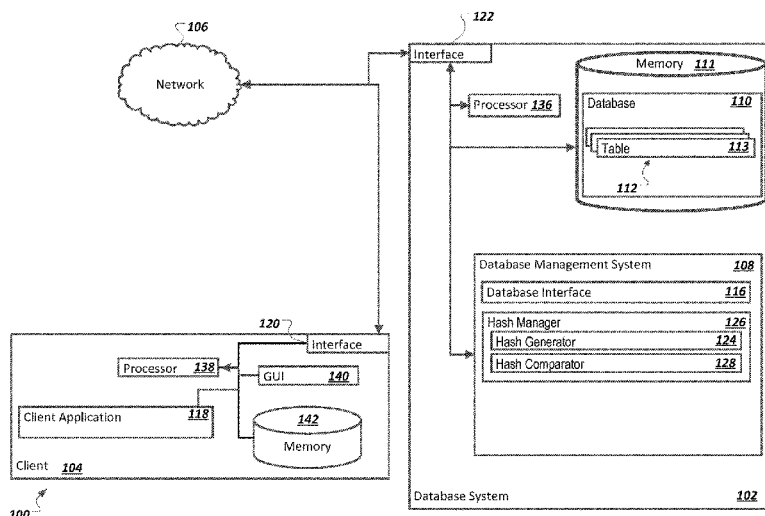 106
Network
122
Interface
Memory 111
Processor 136
Database 110
Table 113
112
Database Management System 108
Database Interface 116
Hash Manager 126
Hash Generator 124
Hash Comparator 128
Database System 102
120
Interface
Processor 138
GUI 140
Client Application 118
142
Memory
Client 104
100